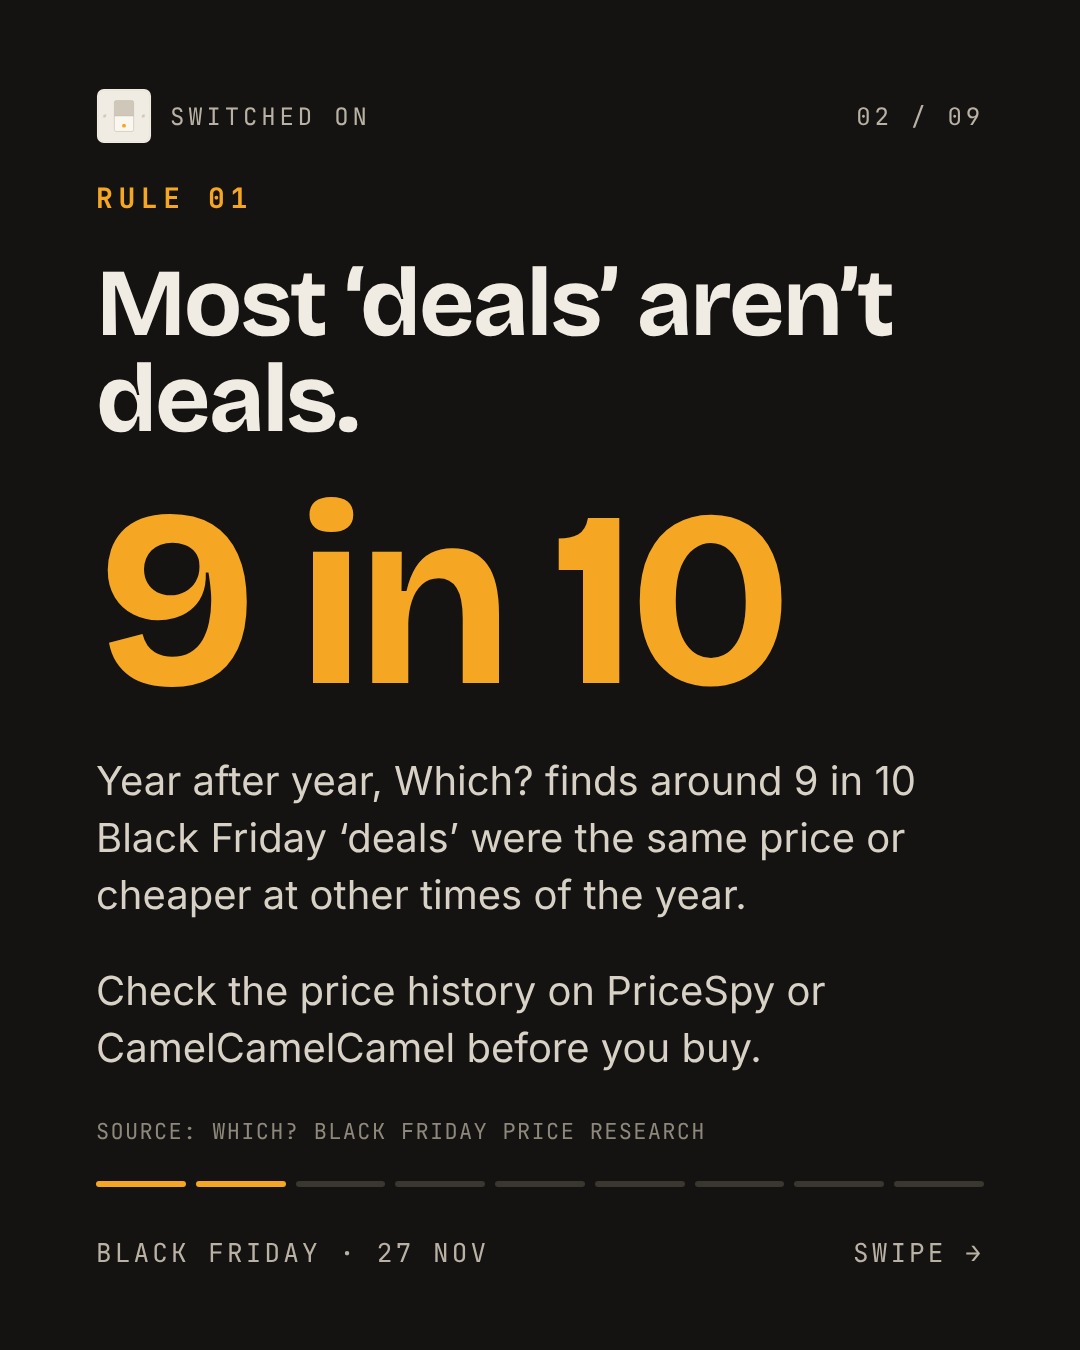 SWITCHED ON
02 / 09
RULE 01
Most ‘deals’ aren’t
deals.
9 in 10
Year after year, Which? finds around 9 in 10
Black Friday ‘deals’ were the same price or
cheaper at other times of the year.
Check the price history on PriceSpy or
CamelCamelCamel before you buy.
SOURCE: WHICH? BLACK FRIDAY PRICE RESEARCH
BLACK FRIDAY · 27 NOV
SWIPE →